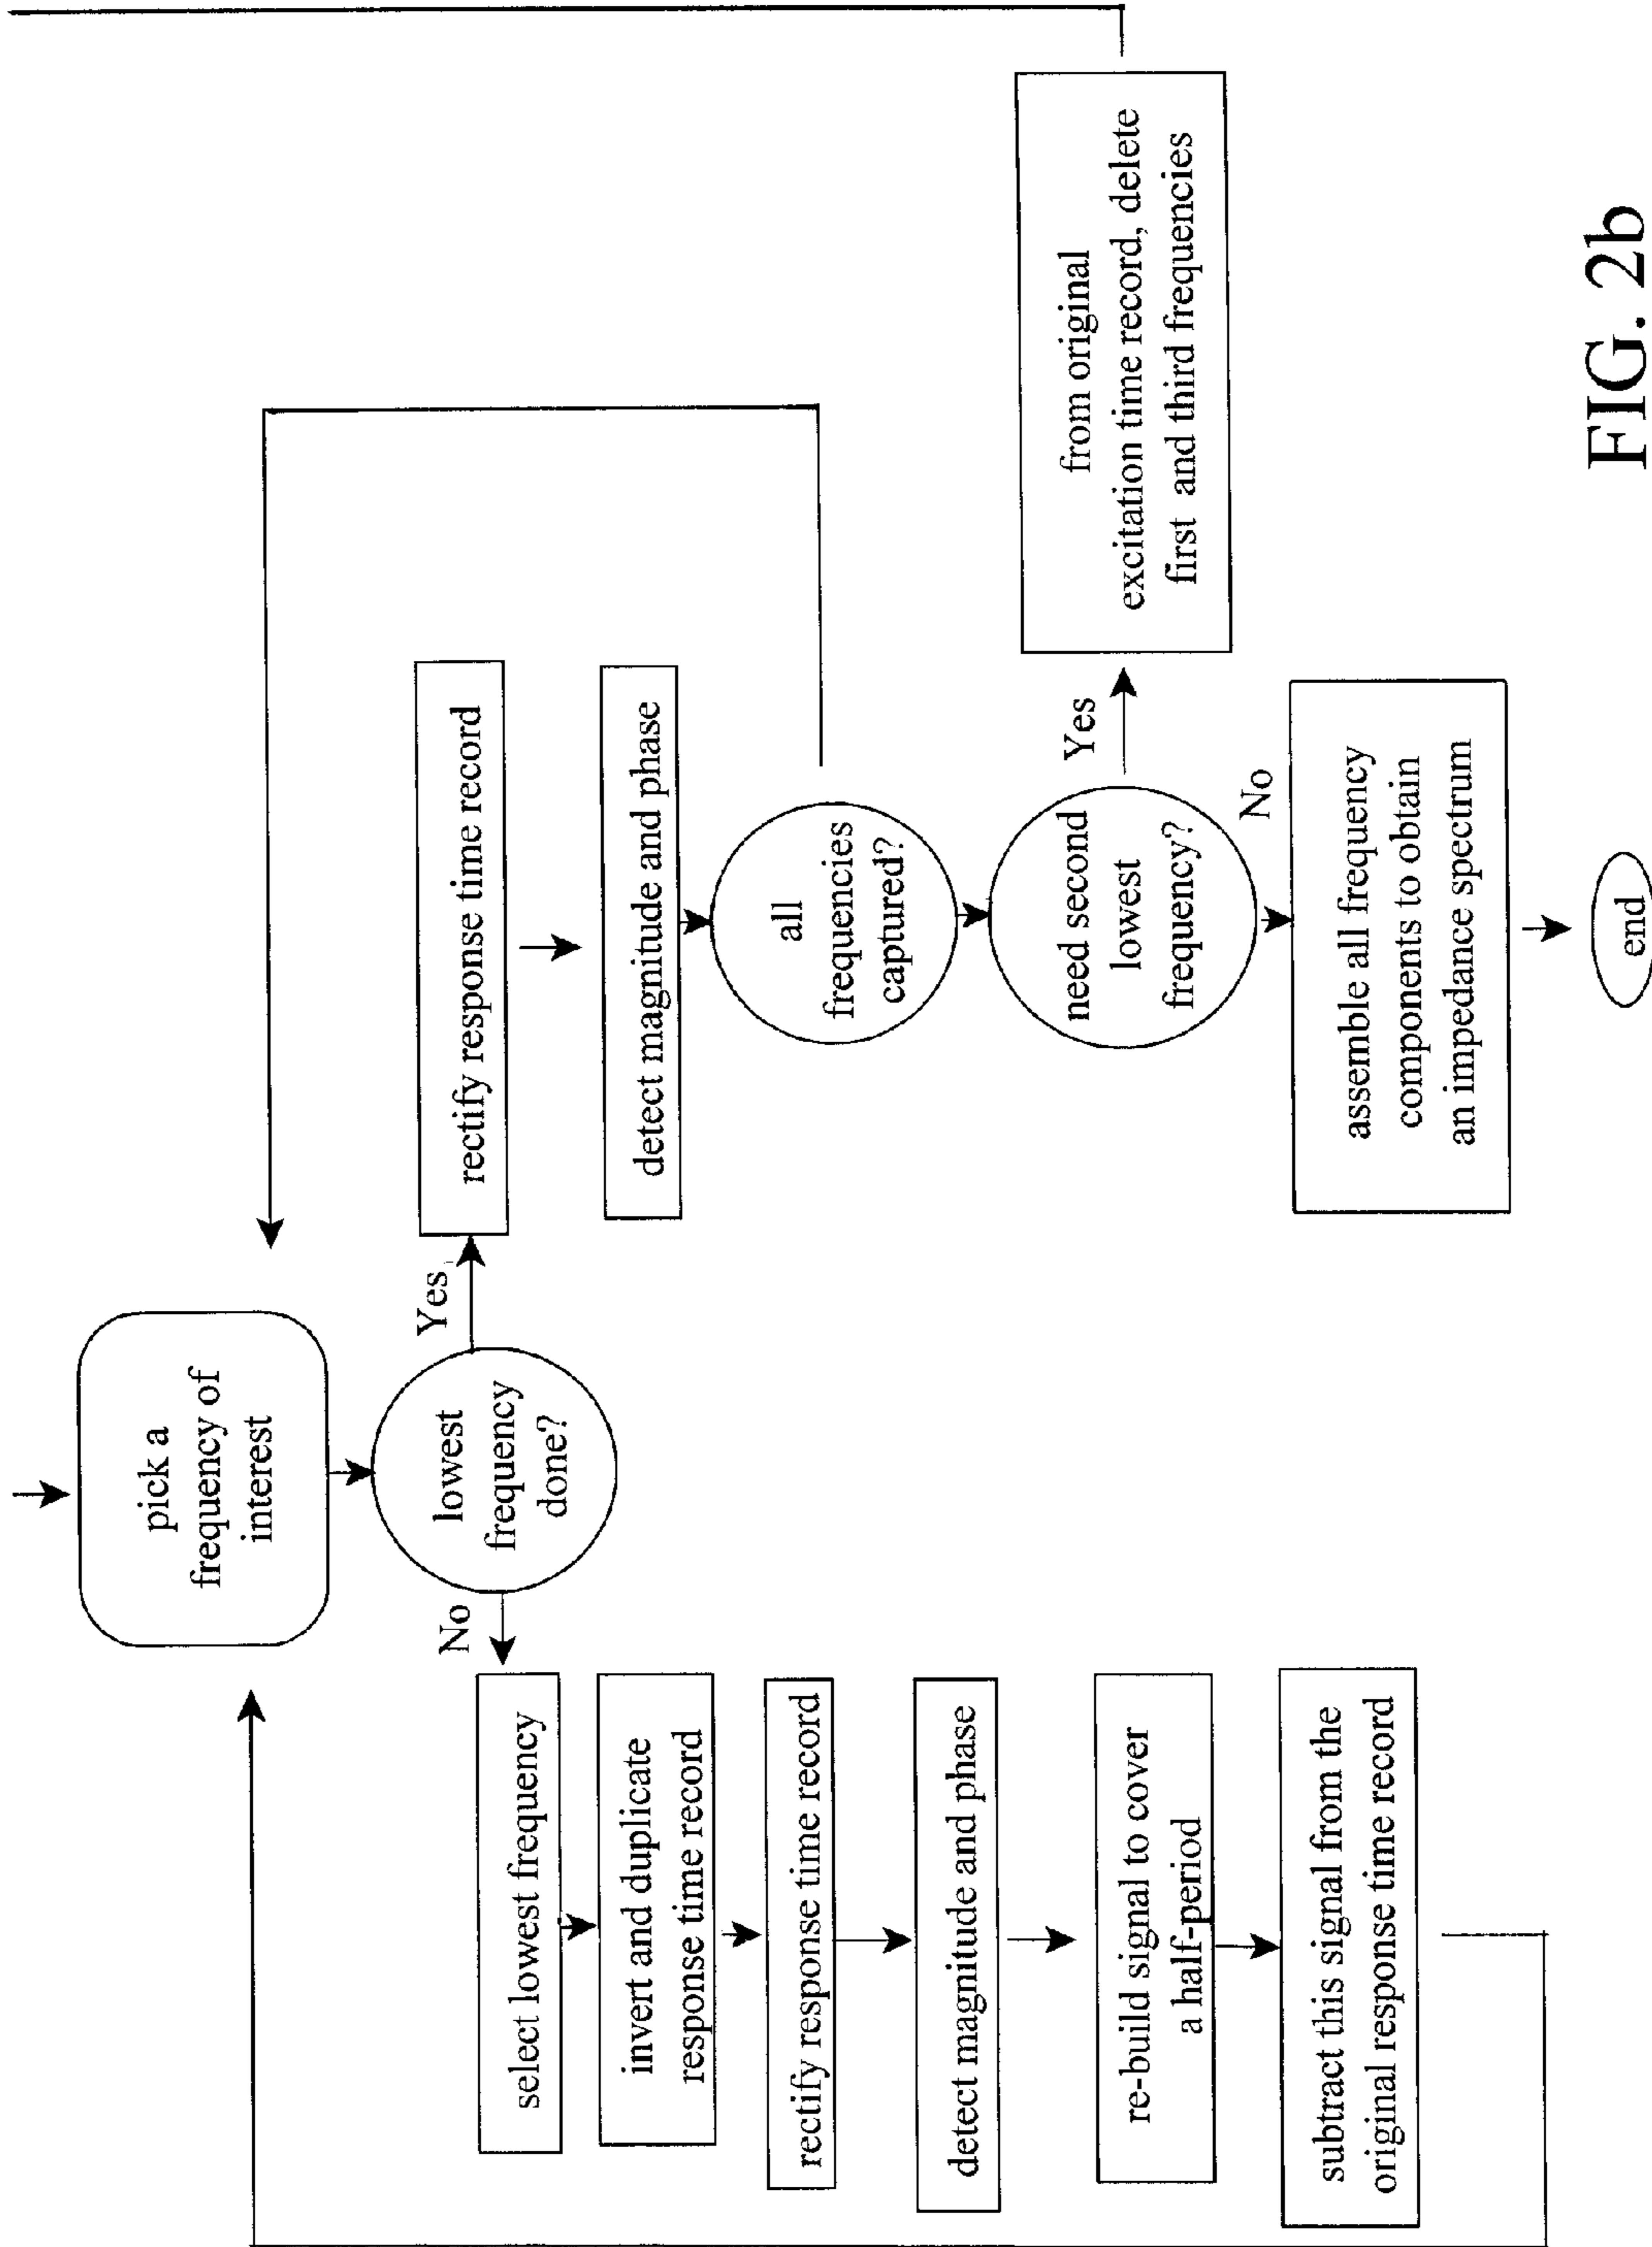 pick a
frequency of
interest
lowest
frequency
done?
No
Yes
select lowest frequency
invert and duplicate
response time record
rectify response time record
detect magnitude and phase
re-build signal to cover
a half-period
subtract this signal from the
original response time record
rectify response time record
detect magnitude and phase
all
frequencies
captured?
need second
lowest
frequency?
Yes
No
from original
excitation time record, delete
first and third frequencies
assemble all frequency
components to obtain
an impedance spectrum
end
FIG. 2b